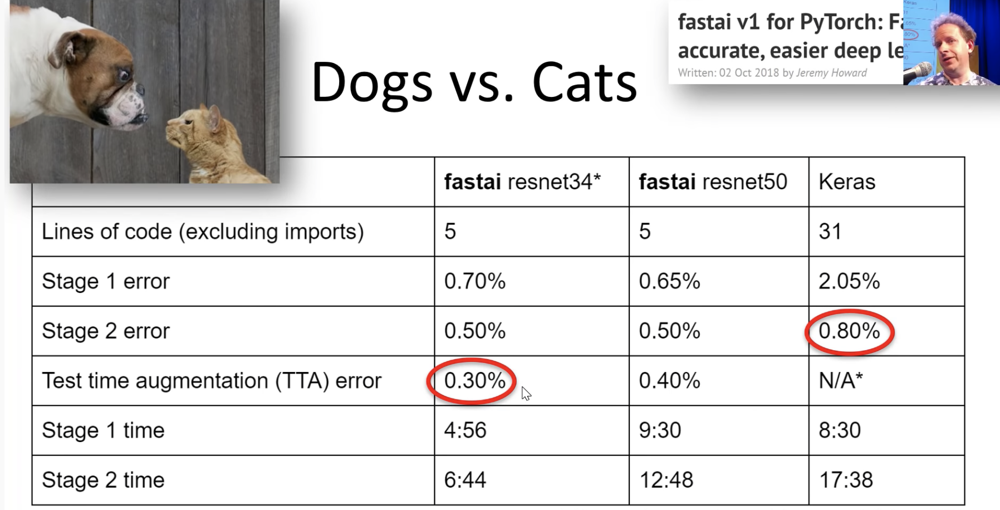 fastai v1 for PyTorch:
accurate, easier deep
Written: 02 Oct 2018 by Jeremy Howard
Dogs vs. Cats
fastai resnet34* fastai resnet50 Keras
Lines of code (excluding imports) 5 5 31
Stage 1 error 0.70% 0.65% 2.05%
Stage 2 error 0.50% 0.50% 0.80%
Test time augmentation (TTA) error 0.30% 0.40% N/A*
Stage 1 time 4:56 9:30 8:30
Stage 2 time 6:44 12:48 17:38